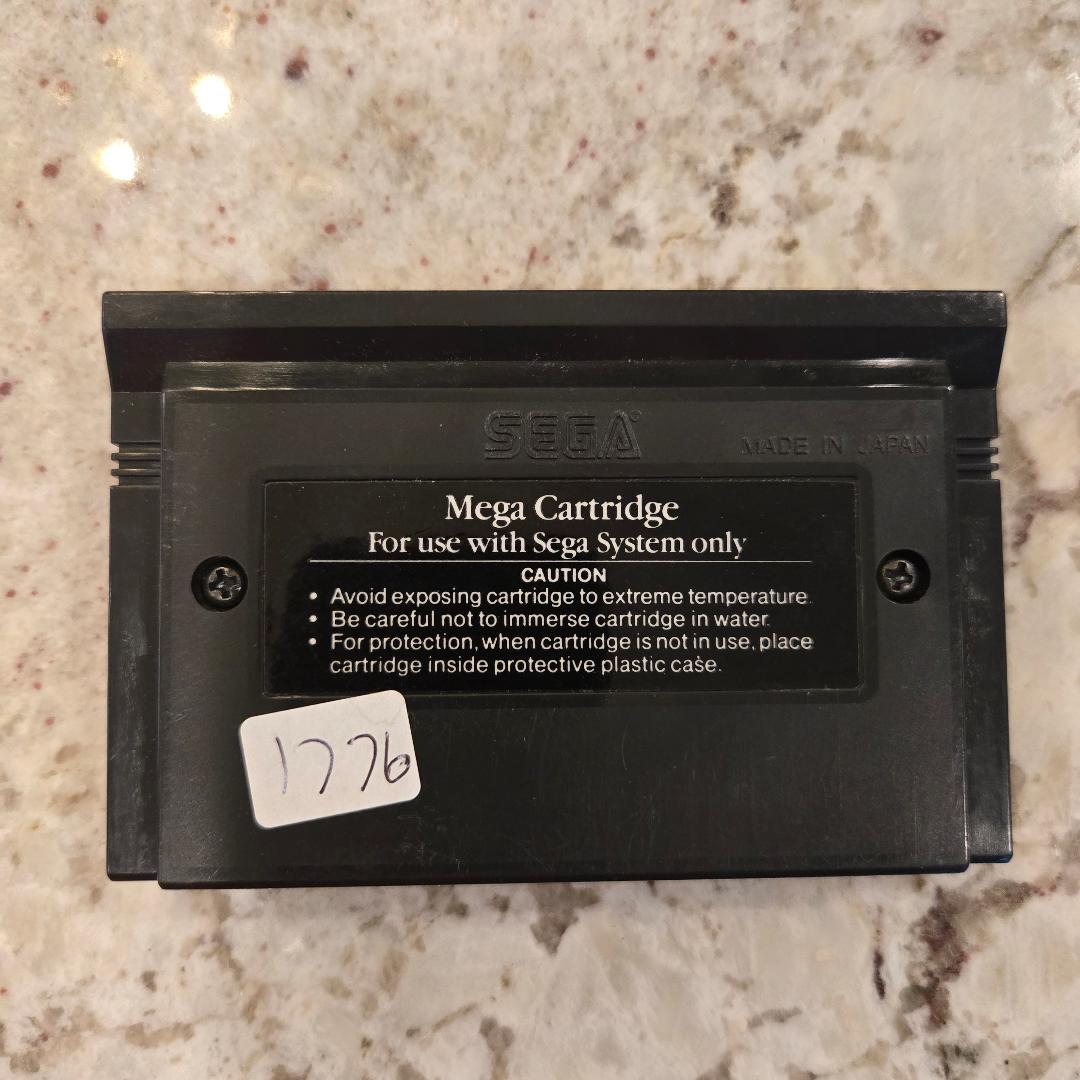 SEGA®
MADE IN JAPAN
Mega Cartridge
For use with Sega System only
CAUTION
• Avoid exposing cartridge to extreme temperature.
• Be careful not to immerse cartridge in water.
• For protection, when cartridge is not in use, place
cartridge inside protective plastic case.
1776